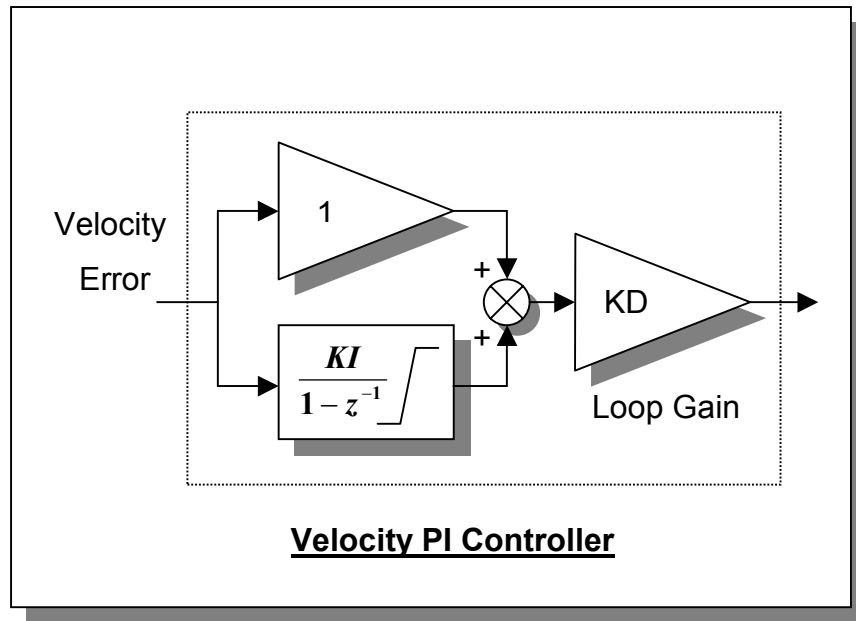 Velocity
Error
1
+
+
KI
1 – z⁻¹
KD
Loop Gain
Velocity PI Controller